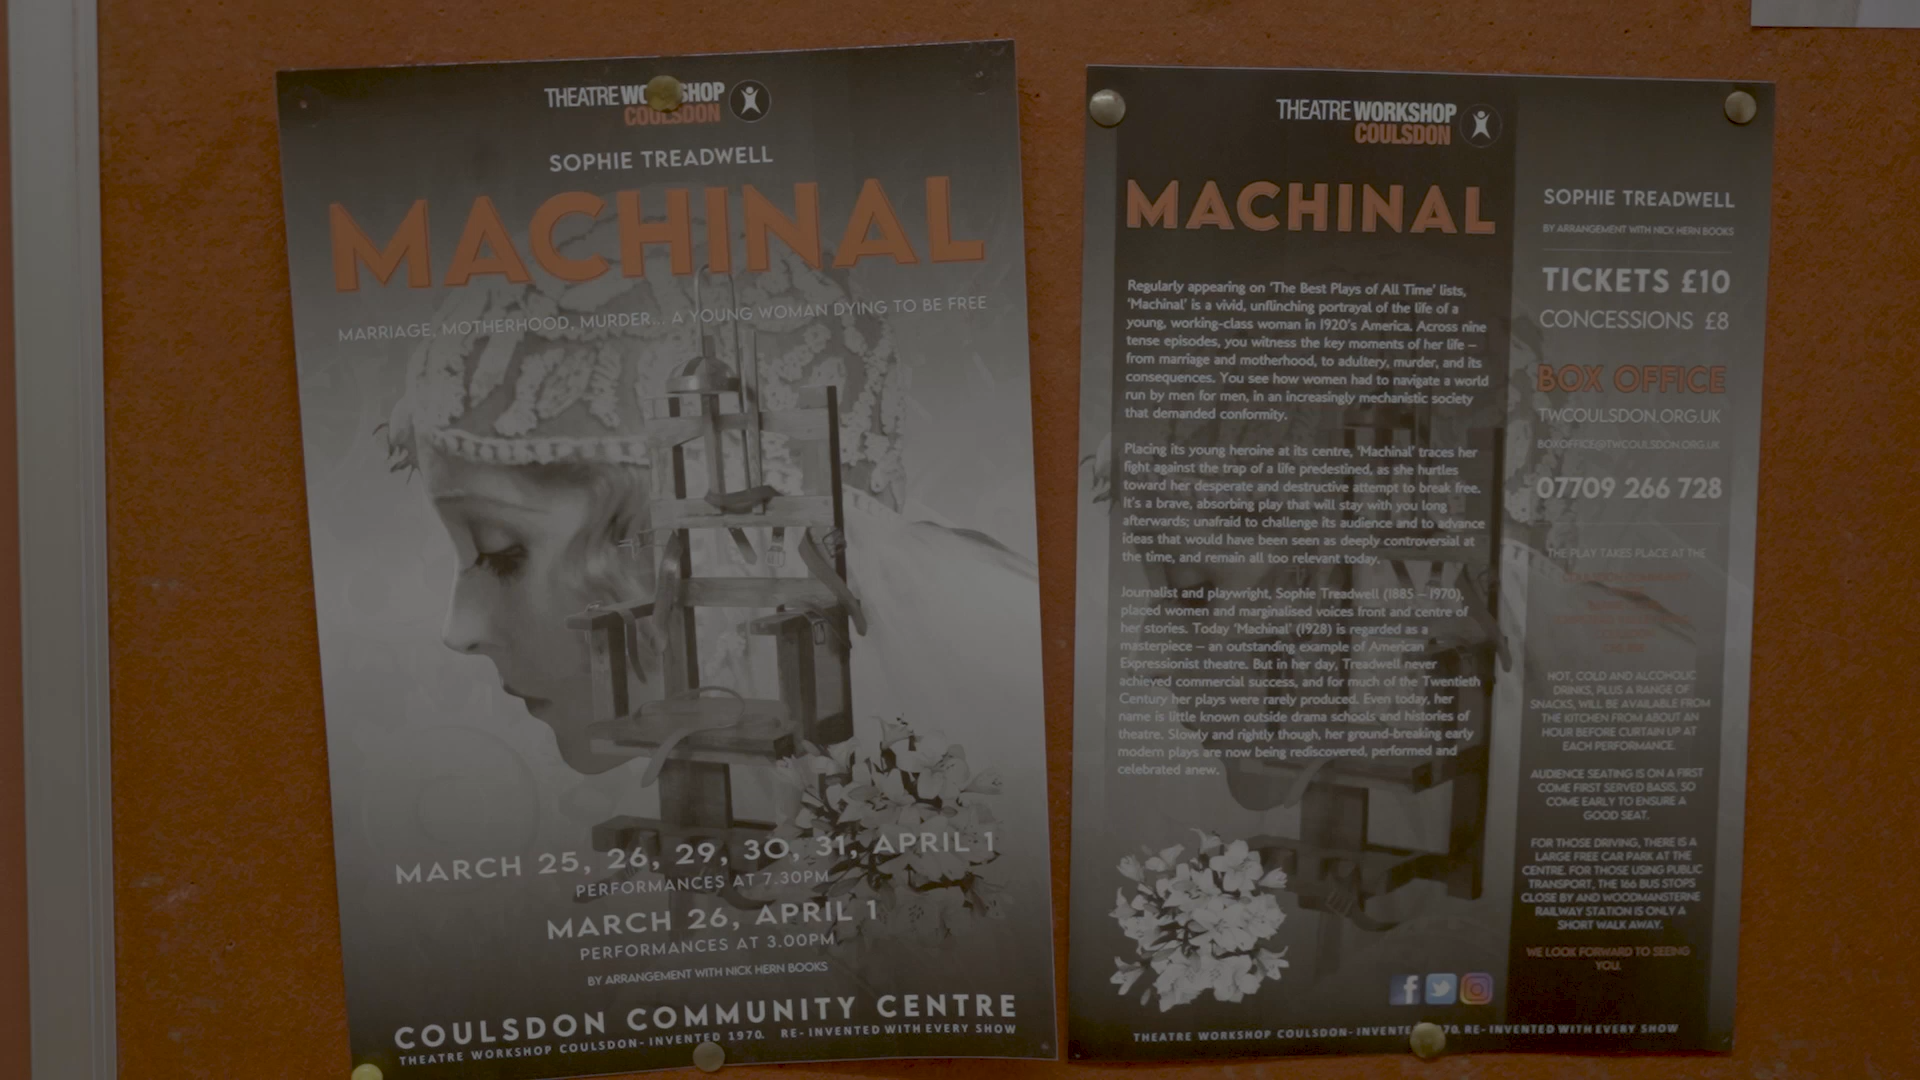 THEATRE WORKSHOP
COULSDON
SOPHIE TREADWELL
MACHINAL
MARRIAGE, MOTHERHOOD, MURDER... A YOUNG WOMAN DYING TO BE FREE
MARCH 25, 26, 29, 30, 31, APRIL 1
PERFORMANCES AT 7.30PM
MARCH 26, APRIL 1
PERFORMANCES AT 3.00PM
BY ARRANGEMENT WITH NICK HERN BOOKS
COULSDON COMMUNITY CENTRE
THEATRE WORKSHOP COULSDON- INVENTED 1970. RE- INVENTED WITH EVERY SHOW
THEATRE WORKSHOP
COULSDON
MACHINAL
Regularly appearing on 'The Best Plays of All Time' lists,
'Machinal' is a vivid, unflinching portrayal of the life of a
young, working-class woman in 1920's America. Across nine
tense episodes, you witness the key moments of her life –
from marriage and motherhood, to adultery, murder, and its
consequences. You see how women had to navigate a world
run by men for men, in an increasingly mechanistic society
that demanded conformity.
Placing its young heroine at its centre, 'Machinal' traces her
fight against the trap of a life predestined, as she hurtles
toward her desperate and destructive attempt to break free.
It's a brave, absorbing play that will stay with you long
afterwards; unafraid to challenge its audience and to advance
ideas that would have been seen as deeply controversial at
the time, and remain all too relevant today.
Journalist and playwright, Sophie Treadwell (1885 – 1970),
placed women and marginalised voices front and centre of
her stories. Today 'Machinal' (1928) is regarded as a
masterpiece – an outstanding example of American
Expressionist theatre. But in her day, Treadwell never
achieved commercial success, and for much of the Twentieth
Century her plays were rarely produced. Even today, her
name is little known outside drama schools and histories of
theatre. Slowly and rightly though, her ground-breaking early
modern plays are now being rediscovered, performed and
celebrated anew.
SOPHIE TREADWELL
BY ARRANGEMENT WITH NICK HERN BOOKS
TICKETS £10
CONCESSIONS £8
BOX OFFICE
TWCOULSDON.ORG.UK
BOXOFFICE@TWCOULSDON.ORG.UK
07709 266 728
THE PLAY TAKES PLACE AT THE
COULSDON COMMUNITY
HOT, COLD AND ALCOHOLIC
DRINKS, PLUS A RANGE OF
SNACKS, WILL BE AVAILABLE FROM
THE KITCHEN FROM ABOUT AN
HOUR BEFORE CURTAIN UP AT
EACH PERFORMANCE.
AUDIENCE SEATING IS ON A FIRST
COME FIRST SERVED BASIS, SO
COME EARLY TO ENSURE A
GOOD SEAT.
FOR THOSE DRIVING, THERE IS A
LARGE FREE CAR PARK AT THE
CENTRE. FOR THOSE USING PUBLIC
TRANSPORT, THE 166 BUS STOPS
CLOSE BY AND WOODMANSTERNE
RAILWAY STATION IS ONLY A
SHORT WALK AWAY.
WE LOOK FORWARD TO SEEING
YOU.
THEATRE WORKSHOP COULSDON- INVENTED 1970. RE- INVENTED WITH EVERY SHOW